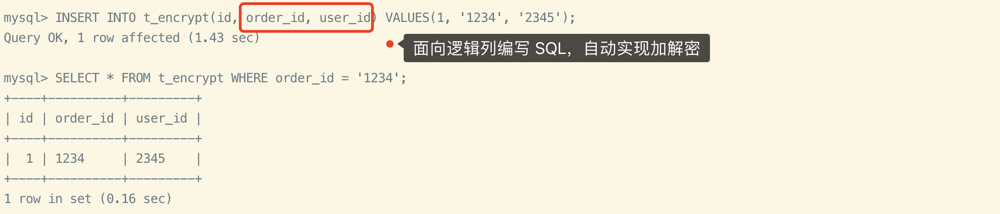 mysql> INSERT INTO t_encrypt(id, order_id, user_id) VALUES(1, '1234', '2345');
Query OK, 1 row affected (1.43 sec)
面向逻辑列编写 SQL，自动实现加解密
mysql> SELECT * FROM t_encrypt WHERE order_id = '1234';
+----+----------+---------+
| id | order_id | user_id |
+----+----------+---------+
|  1 | 1234     | 2345    |
+----+----------+---------+
1 row in set (0.16 sec)